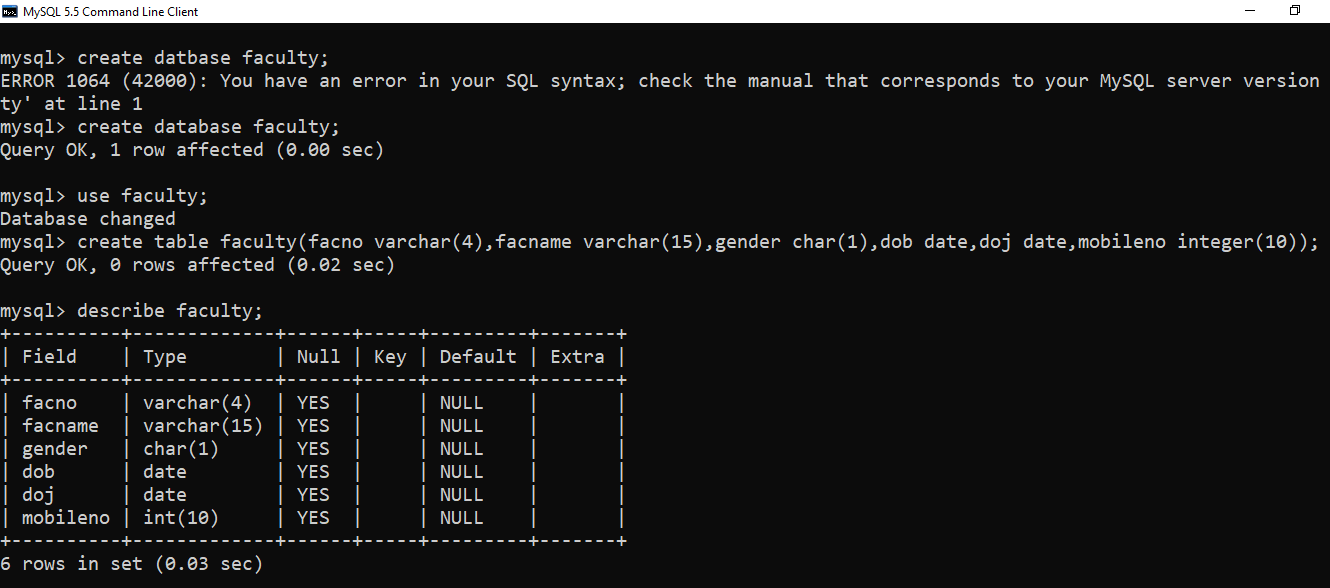 MySQL 5.5 Command Line Client
mysql> create datbase faculty;
ERROR 1064 (42000): You have an error in your SQL syntax; check the manual that corresponds to your MySQL server version
ty' at line 1
mysql> create database faculty;
Query OK, 1 row affected (0.00 sec)
mysql> use faculty;
Database changed
mysql> create table faculty(facno varchar(4),facname varchar(15),gender char(1),dob date,doj date,mobileno integer(10));
Query OK, 0 rows affected (0.02 sec)
mysql> describe faculty;
+----------+-------------+------+-----+---------+-------+
| Field    | Type        | Null | Key | Default | Extra |
+----------+-------------+------+-----+---------+-------+
| facno    | varchar(4)  | YES  |     | NULL    |       |
| facname  | varchar(15) | YES  |     | NULL    |       |
| gender   | char(1)     | YES  |     | NULL    |       |
| dob      | date        | YES  |     | NULL    |       |
| doj      | date        | YES  |     | NULL    |       |
| mobileno | int(10)     | YES  |     | NULL    |       |
+----------+-------------+------+-----+---------+-------+
6 rows in set (0.03 sec)